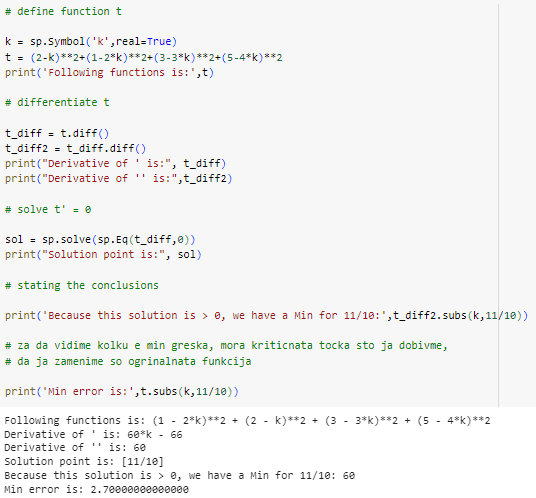 # define function t
k = sp.Symbol('k',real=True)
t = (2-k)**2+(1-2*k)**2+(3-3*k)**2+(5-4*k)**2
print('Following functions is:',t)
# differentiate t
t_diff = t.diff()
t_diff2 = t_diff.diff()
print("Derivative of ' is:", t_diff)
print("Derivative of '' is:",t_diff2)
# solve t' = 0
sol = sp.solve(sp.Eq(t_diff,0))
print("Solution point is:", sol)
# stating the conclusions
print('Because this solution is > 0, we have a Min for 11/10:',t_diff2.subs(k,11/10))
# za da vidime kolku e min greska, mora kriticnata tocka sto ja dobivme,
# da ja zamenime so ogrinalnata funkcija
print('Min error is:',t.subs(k,11/10))
Following functions is: (1 - 2*k)**2 + (2 - k)**2 + (3 - 3*k)**2 + (5 - 4*k)**2
Derivative of ' is: 60*k - 66
Derivative of '' is: 60
Solution point is: [11/10]
Because this solution is > 0, we have a Min for 11/10: 60
Min error is: 2.70000000000000